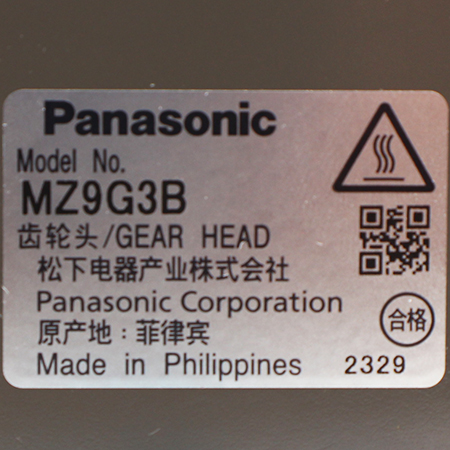 Panasonic
Model No.
MZ9G3B
齿轮头/GEAR HEAD
松下电器产业株式会社
Panasonic Corporation
原产地：菲律宾
合格
Made in Philippines 2329